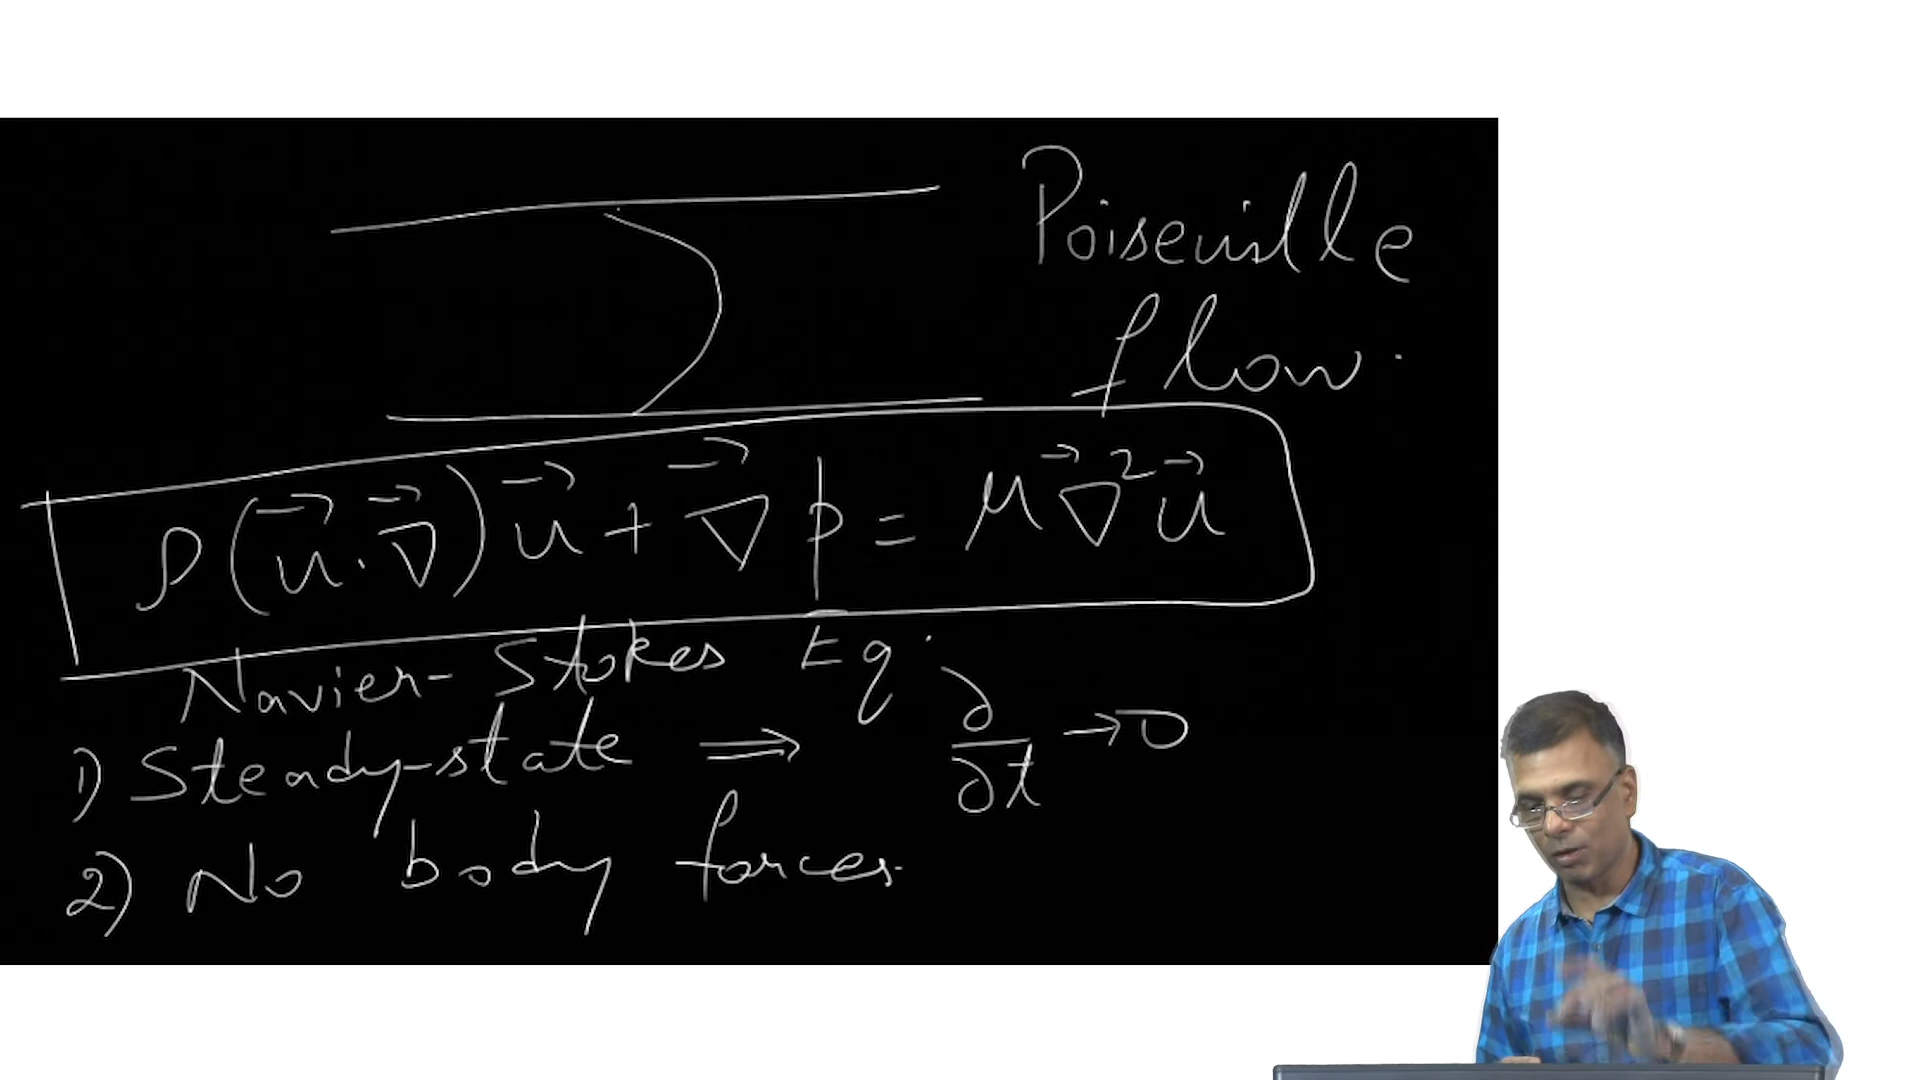 Poiseuille
flow.
ρ(u⃗·∇⃗)u⃗ + ∇⃗p = μ∇⃗²u⃗
Navier-Stokes Eq.
1) Steady-state ⟹ ∂/∂t → 0
2) No body forces.